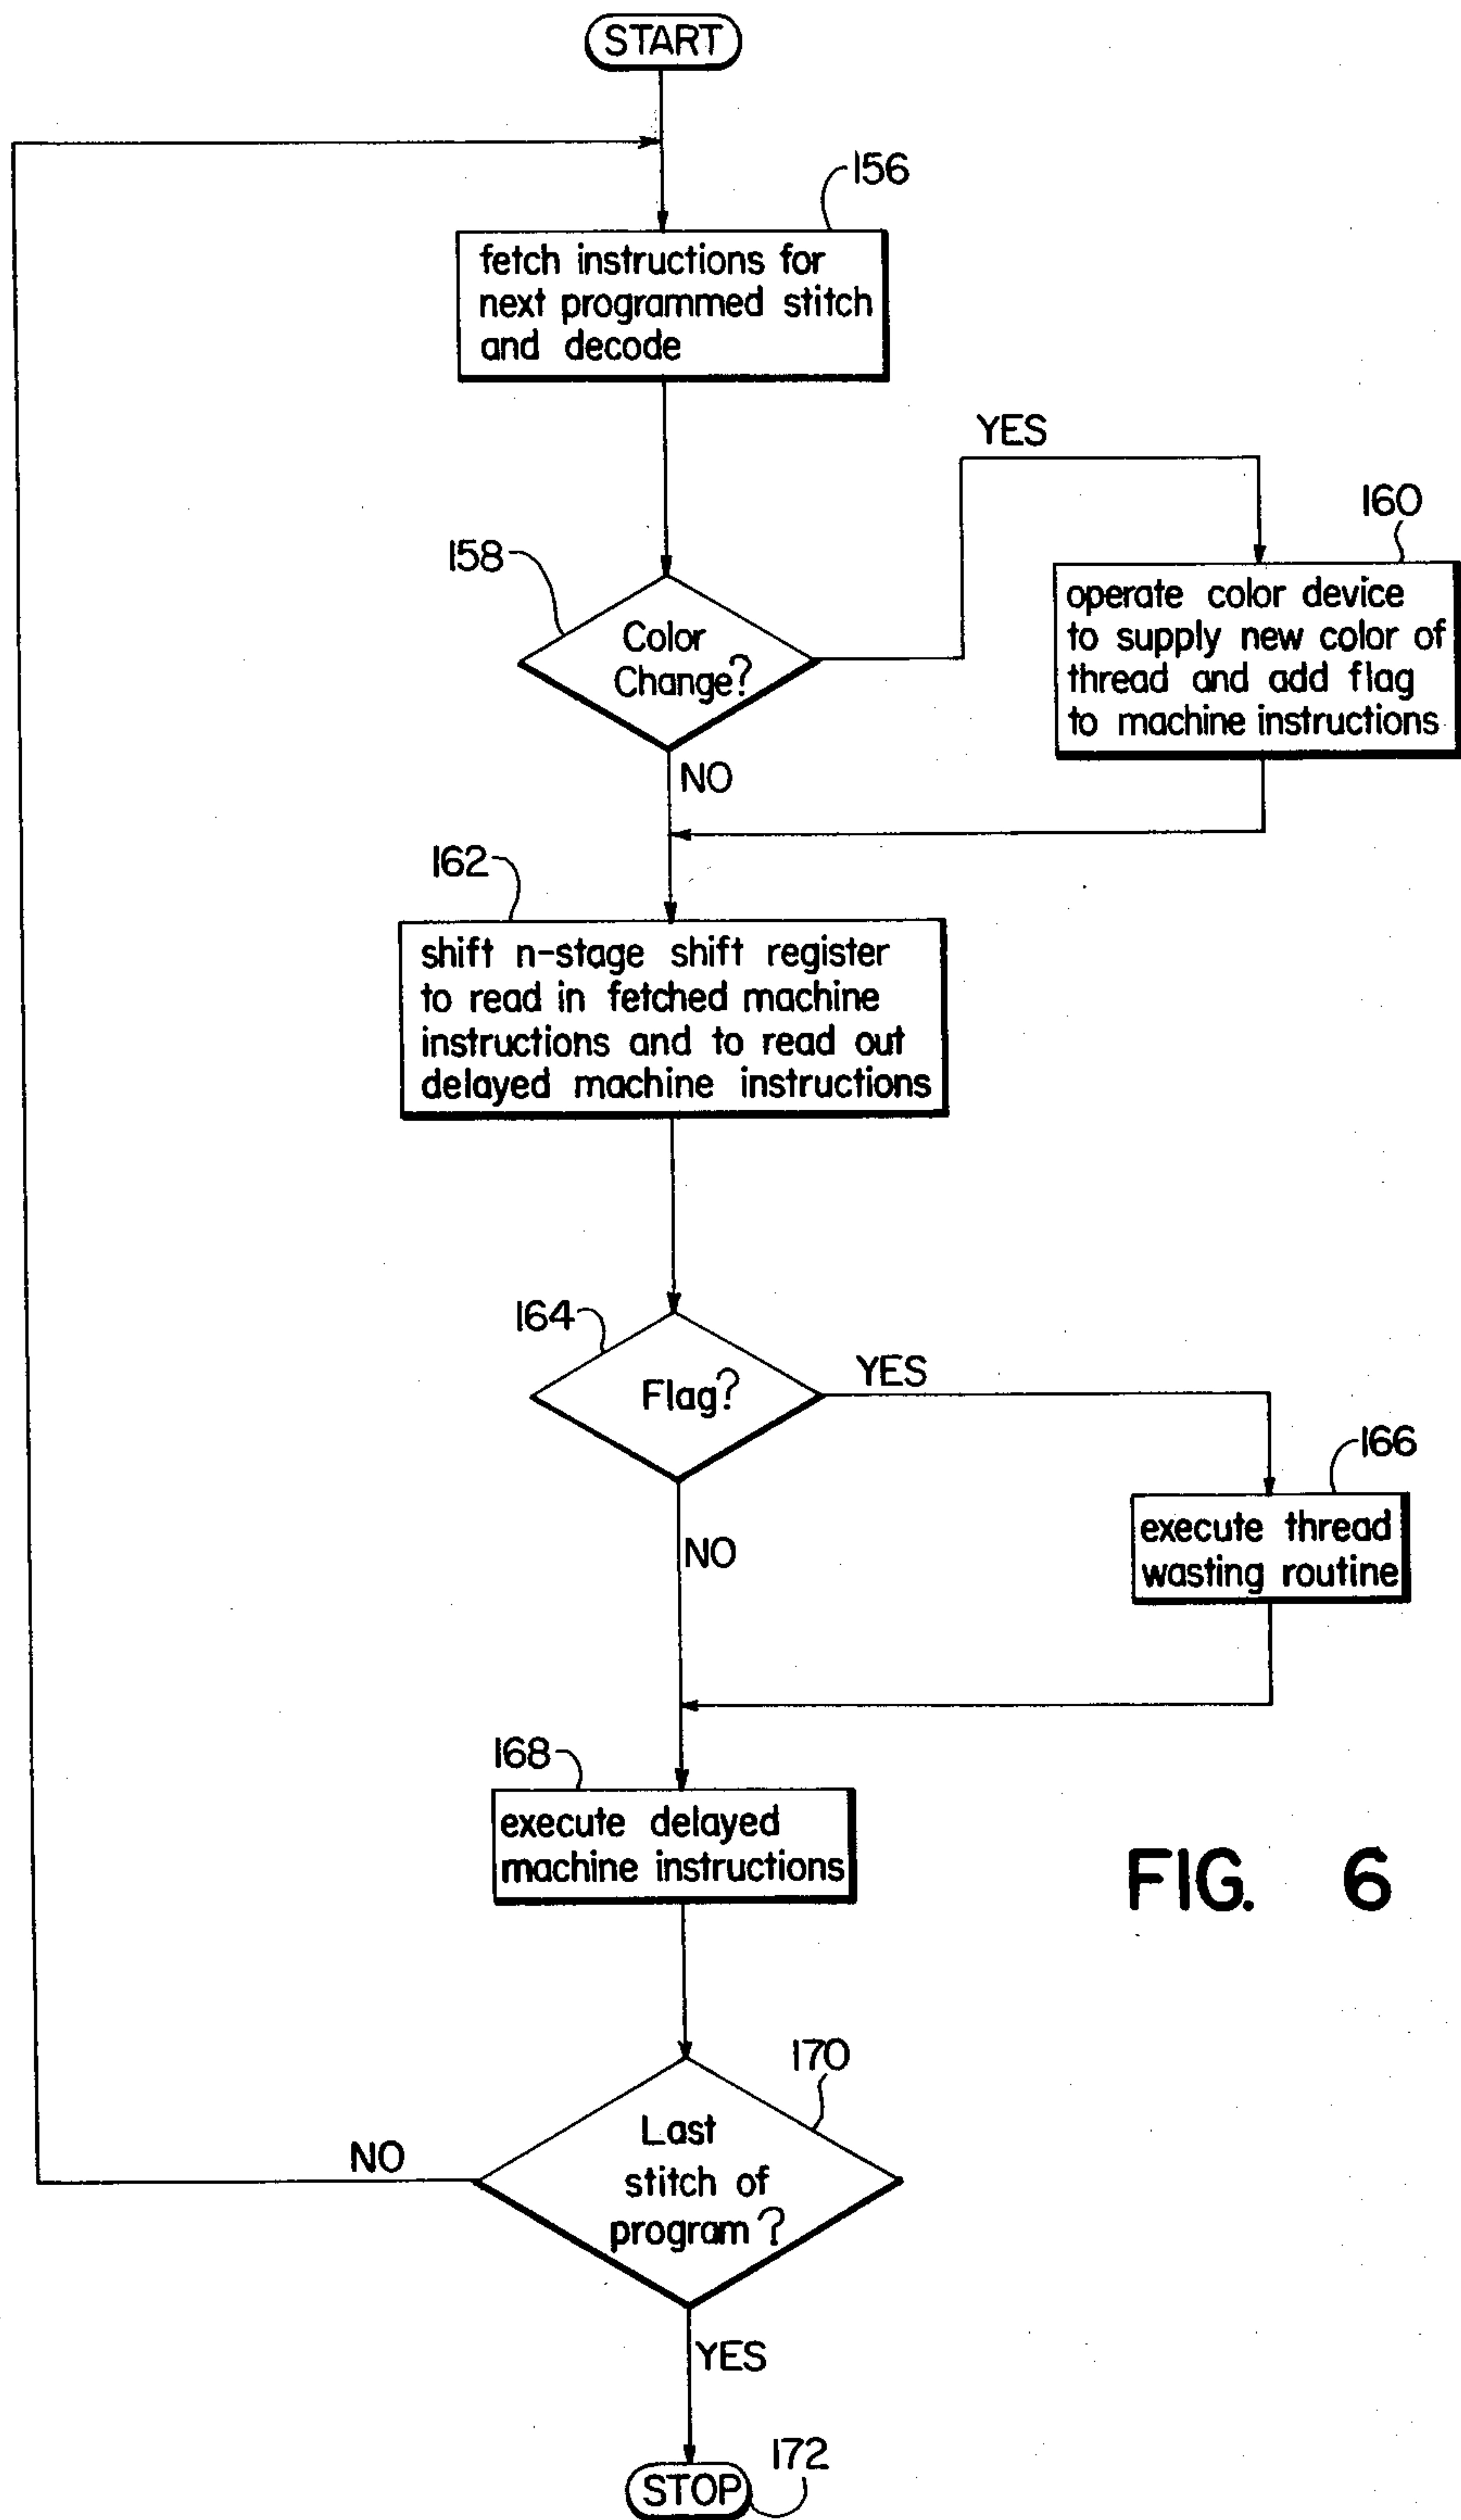 START
156
fetch instructions for
next programmed stitch
and decode
YES
160
158
Color
Change?
operate color device
to supply new color of
thread and add flag
to machine instructions
NO
162
shift n-stage shift register
to read in fetched machine
instructions and to read out
delayed machine instructions
164
Flag?
YES
166
execute thread
wasting routine
NO
168
execute delayed
machine instructions
FIG. 6
170
Last
stitch of
program?
NO
YES
172
STOP